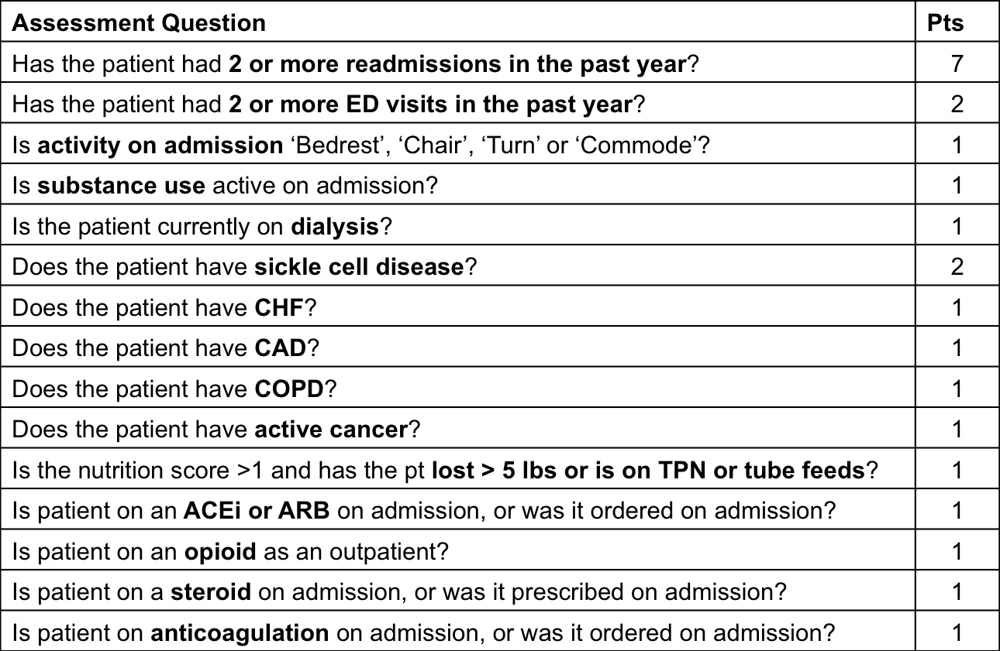 Assessment Question Pts
Has the patient had 2 or more readmissions in the past year? 7
Has the patient had 2 or more ED visits in the past year? 2
Is activity on admission ‘Bedrest’, ‘Chair’, ‘Turn’ or ‘Commode’? 1
Is substance use active on admission? 1
Is the patient currently on dialysis? 1
Does the patient have sickle cell disease? 2
Does the patient have CHF? 1
Does the patient have CAD? 1
Does the patient have COPD? 1
Does the patient have active cancer? 1
Is the nutrition score >1 and has the pt lost > 5 lbs or is on TPN or tube feeds? 1
Is patient on an ACEi or ARB on admission, or was it ordered on admission? 1
Is patient on an opioid as an outpatient? 1
Is patient on a steroid on admission, or was it prescribed on admission? 1
Is patient on anticoagulation on admission, or was it ordered on admission? 1